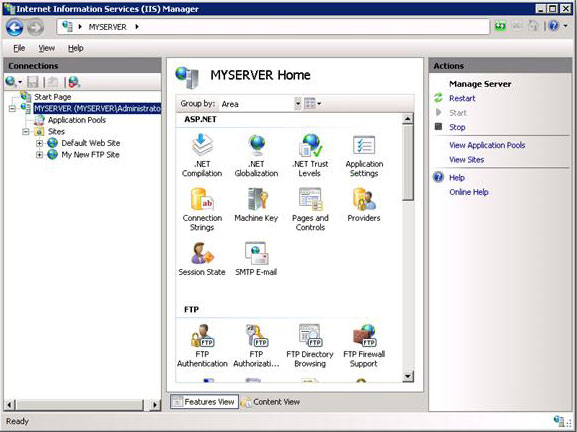 Internet Information Services (IIS) Manager
MYSERVER
File View Help
Connections
Start Page
MYSERVER (MYSERVER\Administrato
Application Pools
Sites
Default Web Site
My New FTP Site
MYSERVER Home
Group by: Area
ASP.NET
.NET Compilation
.NET Globalization
.NET Trust Levels
Application Settings
Connection Strings
Machine Key
Pages and Controls
Providers
Session State
SMTP E-mail
FTP
FTP Authentication
FTP Authorizati...
FTP Directory Browsing
FTP Firewall Support
Features View
Content View
Actions
Manage Server
Restart
Start
Stop
View Application Pools
View Sites
Help
Online Help
Ready